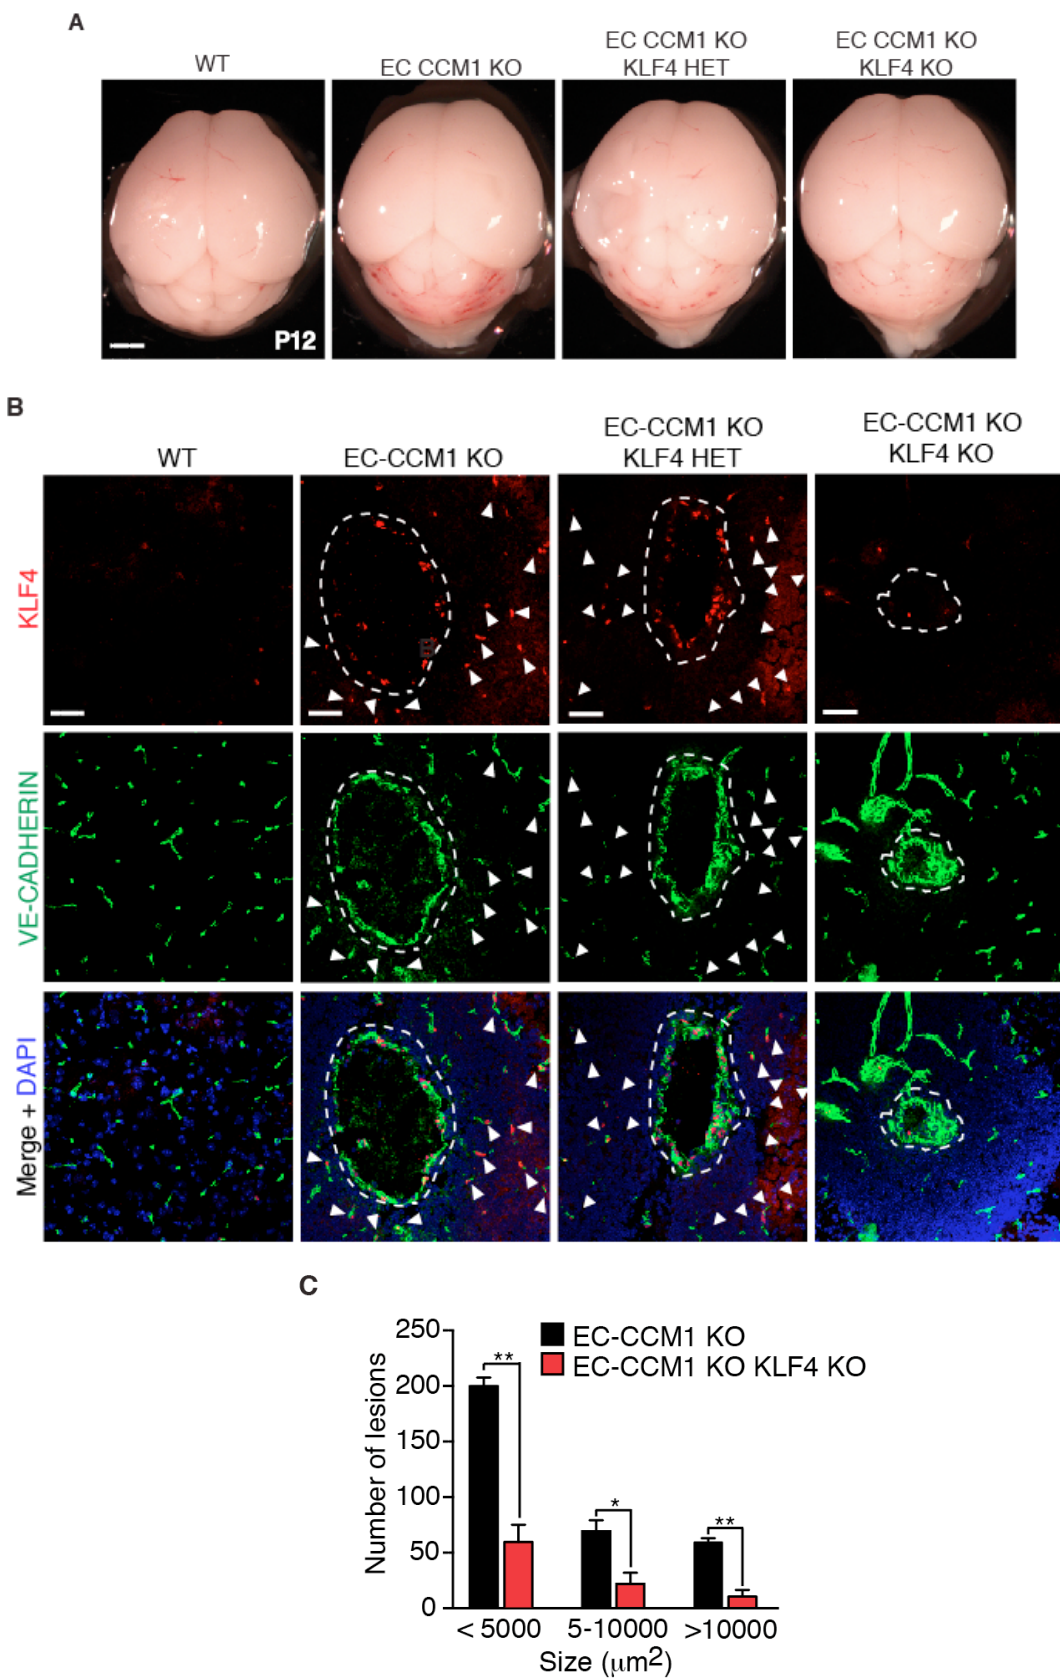 A
WT
EC CCM1 KO
EC CCM1 KO
KLF4 HET
EC CCM1 KO
KLF4 KO
P12
B
WT
EC-CCM1 KO
EC-CCM1 KO
KLF4 HET
EC-CCM1 KO
KLF4 KO
KLF4
VE-CADHERIN
Merge + DAPI
C
EC-CCM1 KO
EC-CCM1 KO KLF4 KO
Number of lesions
250
200
150
100
50
0
**
*
**
< 5000
5-10000
>10000
Size (μm2)